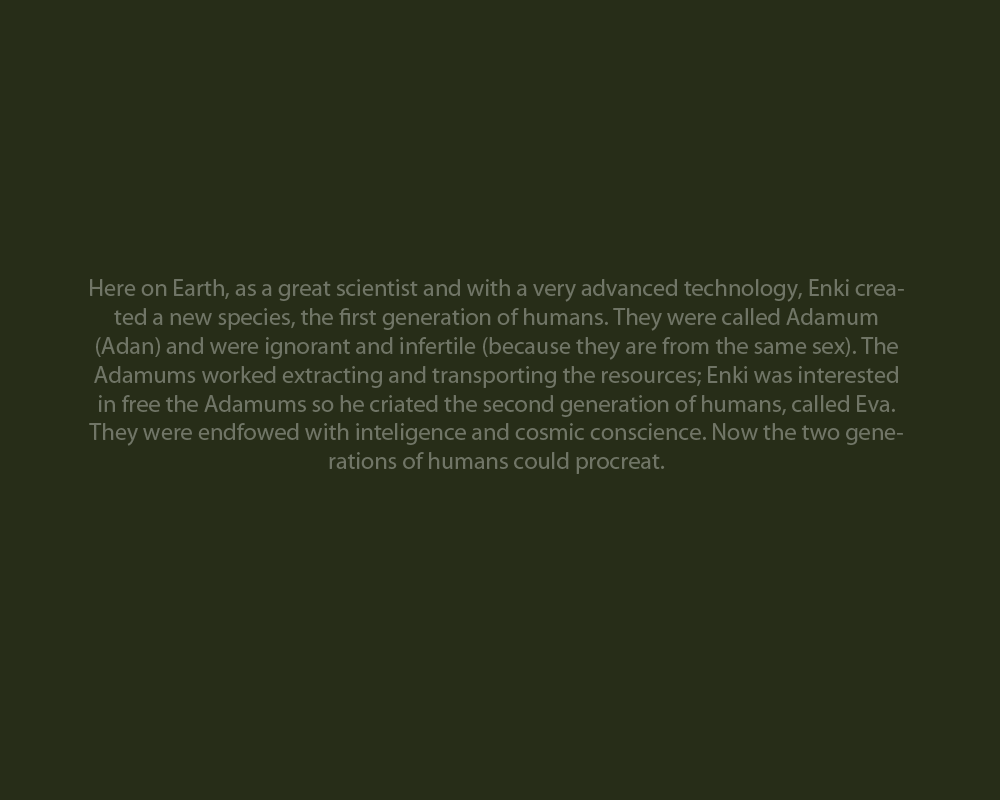 Here on Earth, as a great scientist and with a very advanced technology, Enki crea-
ted a new species, the first generation of humans. They were called Adamum
(Adan) and were ignorant and infertile (because they are from the same sex). The
Adamums worked extracting and transporting the resources; Enki was interested
in free the Adamums so he criated the second generation of humans, called Eva.
They were endfowed with inteligence and cosmic conscience. Now the two gene-
rations of humans could procreat.